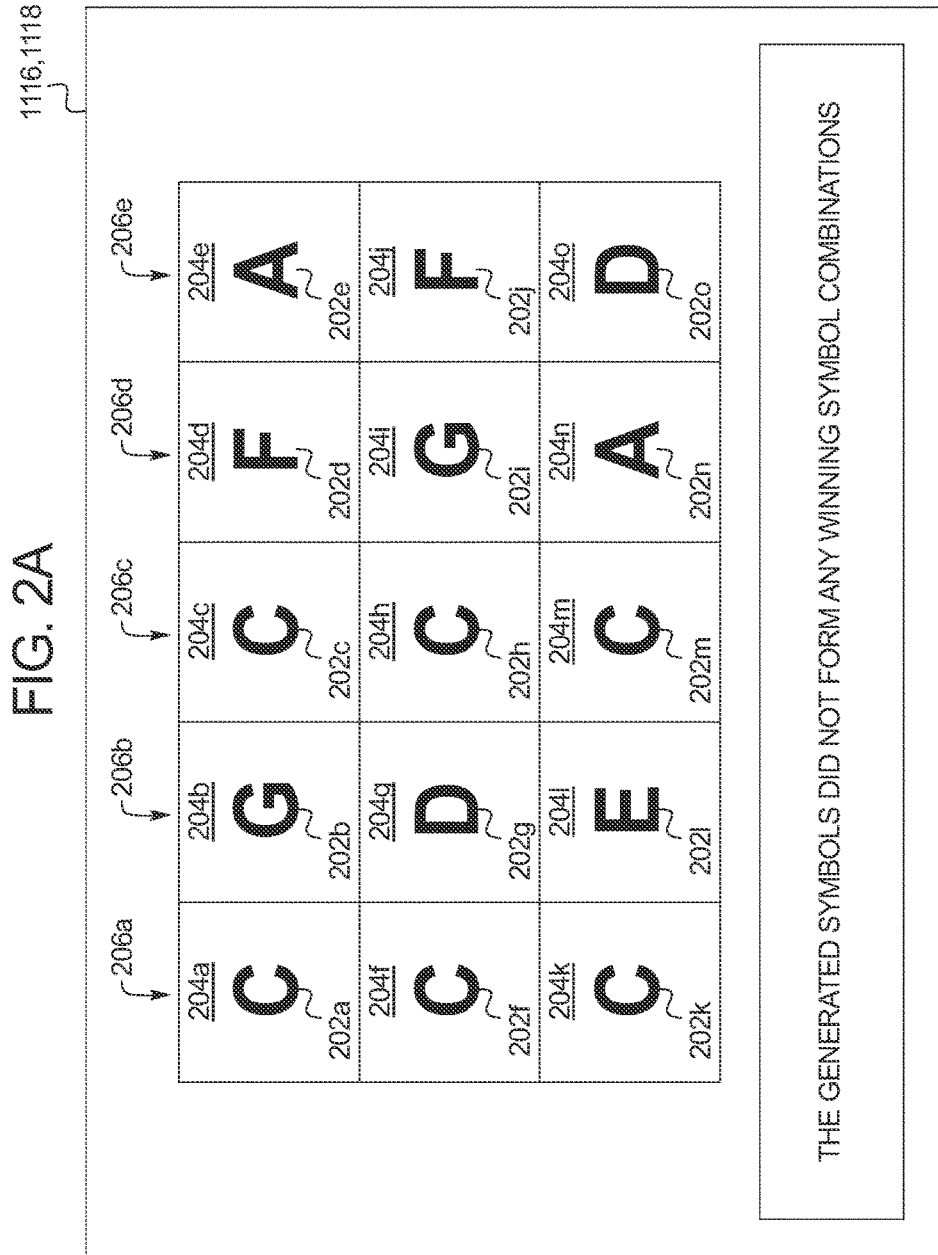 FIG. 2A
1116,1118
206a 206b 206c 206d 206e
204a 204b 204c 204d 204e
C G C F A
202a 202b 202c 202d 202e
204f 204g 204h 204i 204j
C D C G F
202f 202g 202h 202i 202j
204k 204l 204m 204n 204o
C E C A D
202k 202l 202m 202n 202o
THE GENERATED SYMBOLS DID NOT FORM ANY WINNING SYMBOL COMBINATIONS